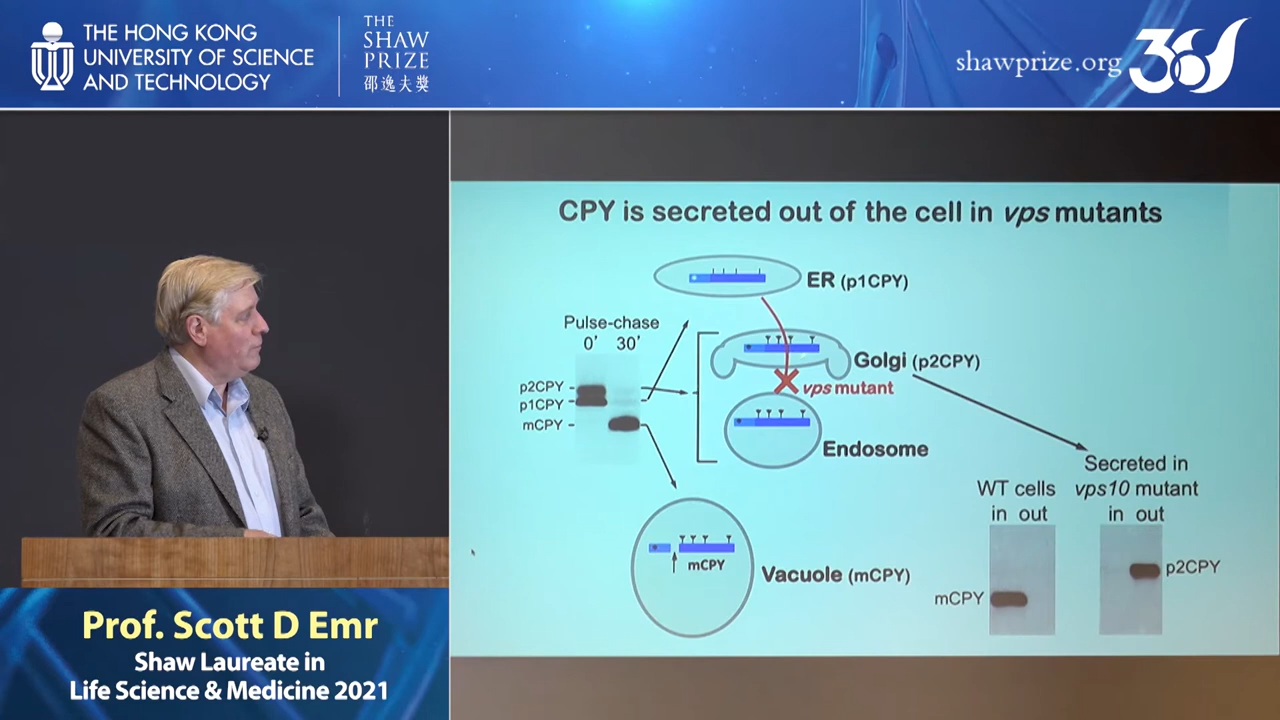 THE HONG KONG
UNIVERSITY OF SCIENCE
AND TECHNOLOGY
THE
SHAW
PRIZE
邵逸夫獎
shawprize.org
CPY is secreted out of the cell in vps mutants
ER (p1CPY)
Pulse-chase
0' 30'
Golgi (p2CPY)
p2CPY
p1CPY
mCPY
vps mutant
Endosome
Secreted in
WT cells vps10 mutant
in out in out
mCPY
Vacuole (mCPY)
p2CPY
mCPY
Prof. Scott D Emr
Shaw Laureate in
Life Science & Medicine 2021